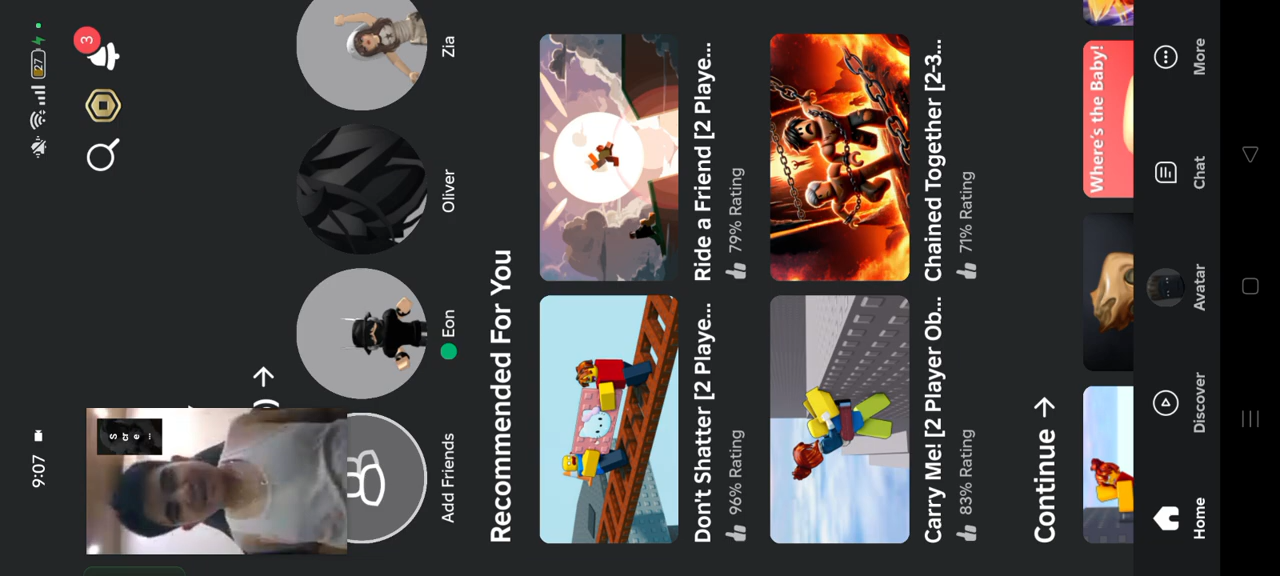 9:07
27
3
S
cr
e
...
Add Friends
Eon
Oliver
Zia
Recommended For You
Don't Shatter [2 Playe...
96% Rating
Ride a Friend [2 Playe...
79% Rating
Carry Me! [2 Player Ob...
83% Rating
Chained Together [2-3...
71% Rating
Continue →
Where's the Baby!
Home
Discover
Avatar
Chat
More